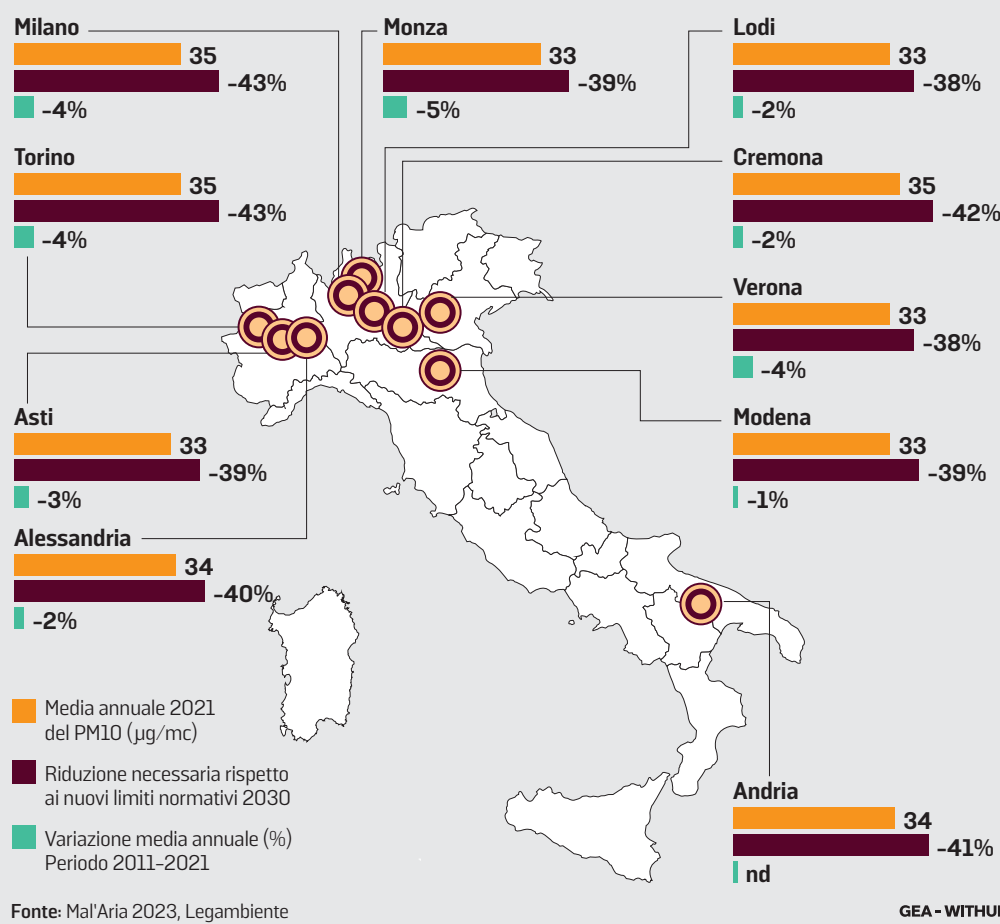 Milano
35
-43%
-4%
Monza
33
-39%
-5%
Lodi
33
-38%
-2%
Torino
35
-43%
-4%
Cremona
35
-42%
-2%
Verona
33
-38%
-4%
Asti
33
-39%
-3%
Modena
33
-39%
-1%
Alessandria
34
-40%
-2%
Media annuale 2021
del PM10 (µg/mc)
Riduzione necessaria rispetto
ai nuovi limiti normativi 2030
Variazione media annuale (%)
Periodo 2011-2021
Andria
34
-41%
nd
Fonte: Mal'Aria 2023, Legambiente
GEA - WITHU